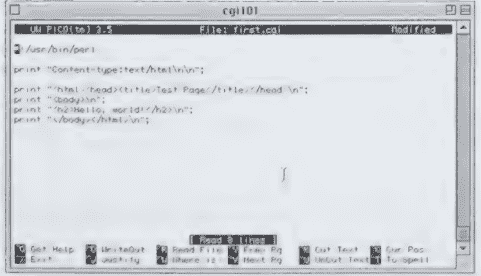 cgi101
UW PICO(tm) 3.5 File: first.cgi Modified
#!/usr/bin/perl
print "Content-type:text/html\n\n";
print "<html><head><title>Test Page</title></head>\n";
print "<body>\n";
print "<h2>Hello, world!</h2>\n";
print "</body></html>\n";
[ Read 8 lines ]
^G Get Help ^O WriteOut ^R Read File ^Y Prev Pg ^K Cut Text ^C Cur Pos
^X Exit ^J Justify ^W Where is ^V Next Pg ^U UnCut Text ^T To Spell